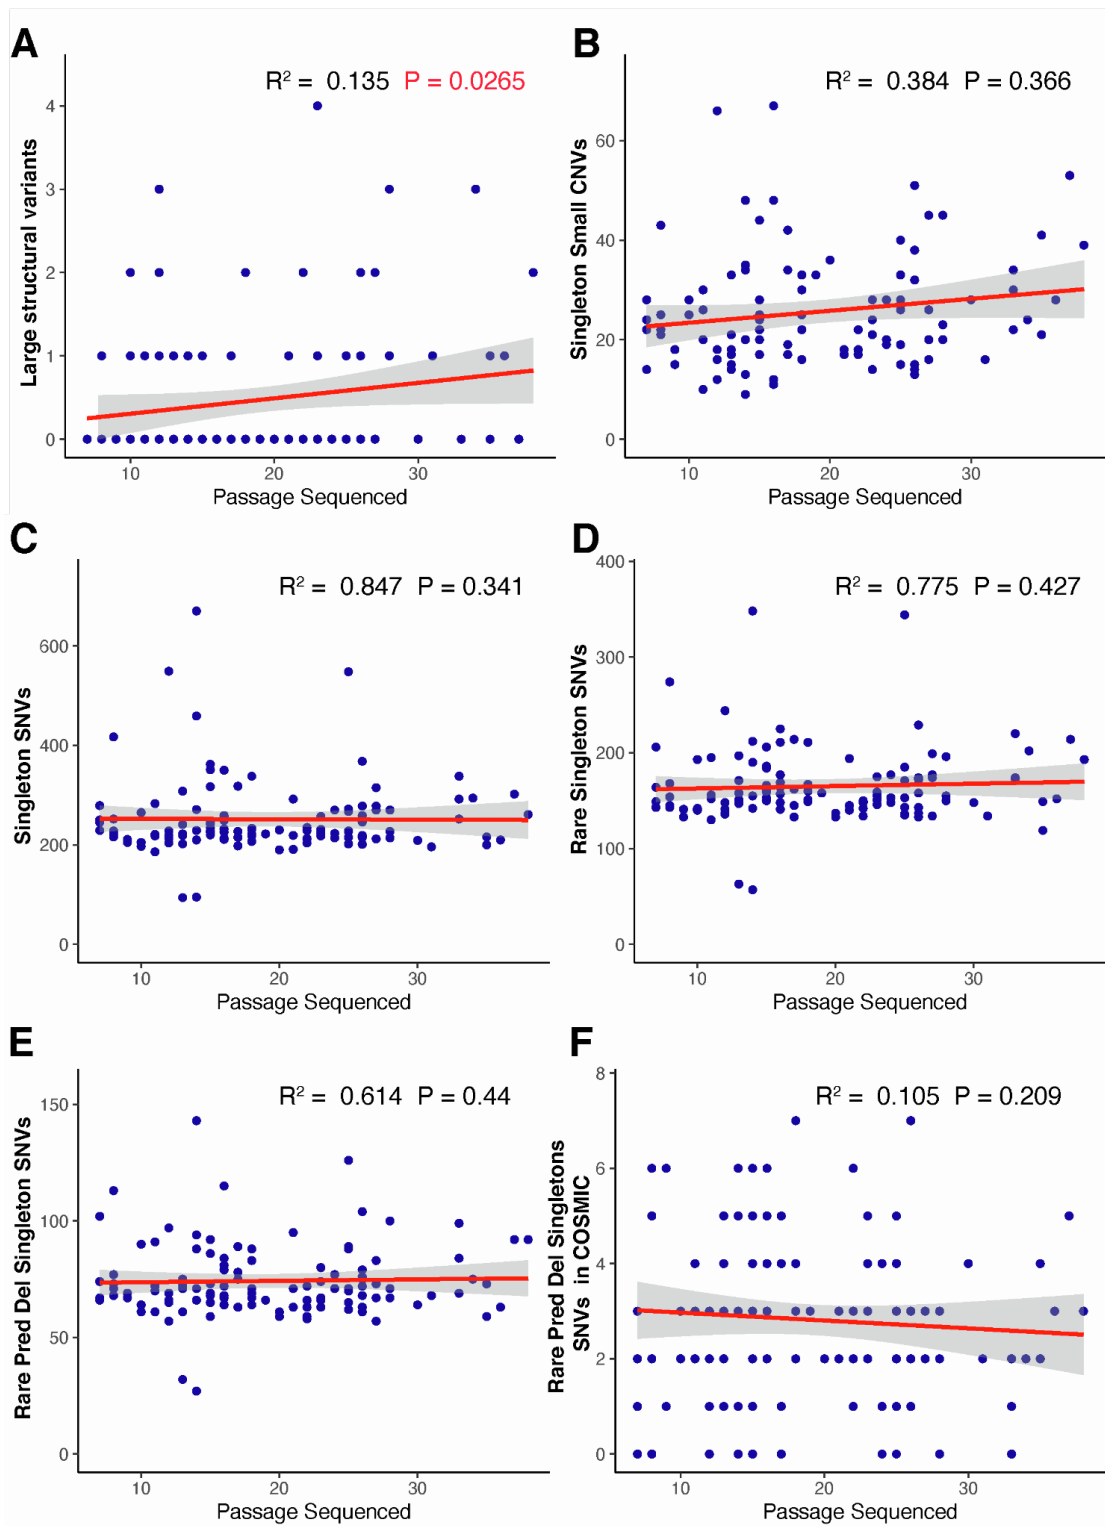 A
R² = 0.135 P = 0.0265
Large structural variants
4
3
2
1
0
10 20 30
Passage Sequenced
B
R² = 0.384 P = 0.366
Singleton Small CNVs
60
40
20
0
10 20 30
Passage Sequenced
C
R² = 0.847 P = 0.341
Singleton SNVs
600
400
200
0
10 20 30
Passage Sequenced
D
R² = 0.775 P = 0.427
Rare Singleton SNVs
400
300
200
100
0
10 20 30
Passage Sequenced
E
R² = 0.614 P = 0.44
Rare Pred Del Singleton SNVs
150
100
50
0
10 20 30
Passage Sequenced
F
R² = 0.105 P = 0.209
Rare Pred Del Singletons
SNVs in COSMIC
8
6
4
2
0
10 20 30
Passage Sequenced